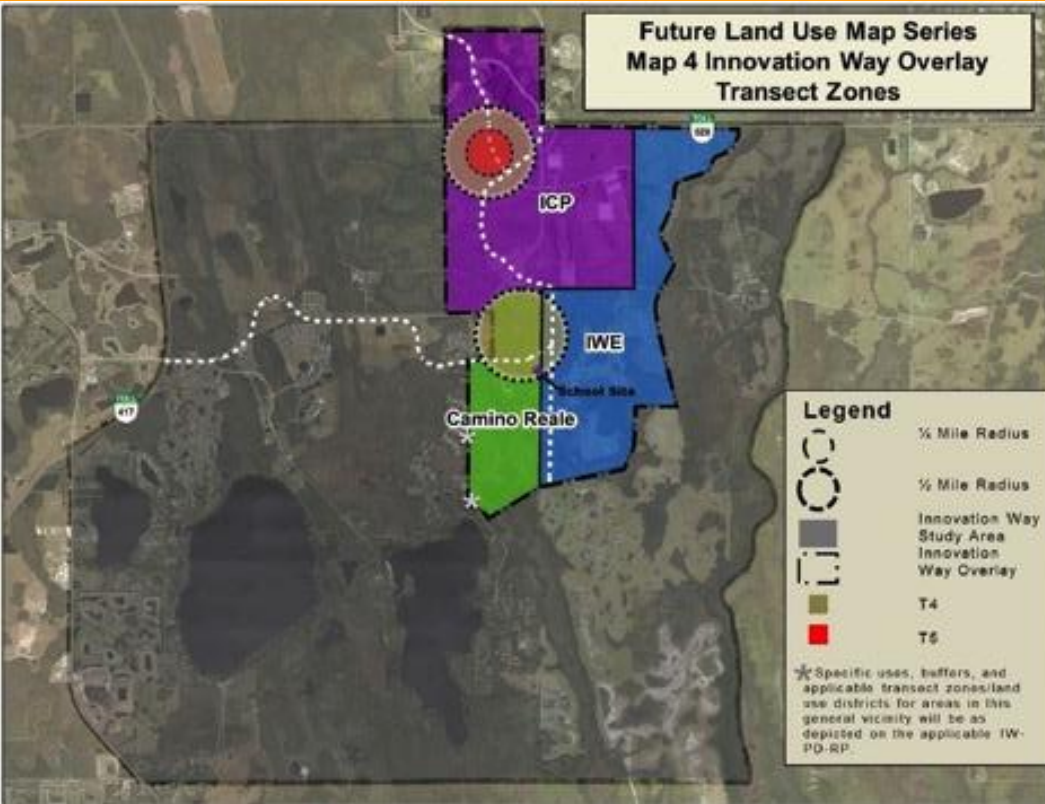 Future Land Use Map Series
Map 4 Innovation Way Overlay
Transect Zones
TOLL
528
ICP
IWE
School Site
Camino Reale
TOLL
417
Legend
¼ Mile Radius
½ Mile Radius
Innovation Way
Study Area
Innovation
Way Overlay
T4
T5
* Specific uses, buffers, and
applicable transect zones/land
use districts for areas in this
general vicinity will be as
depicted on the applicable IW-
PD-RP.